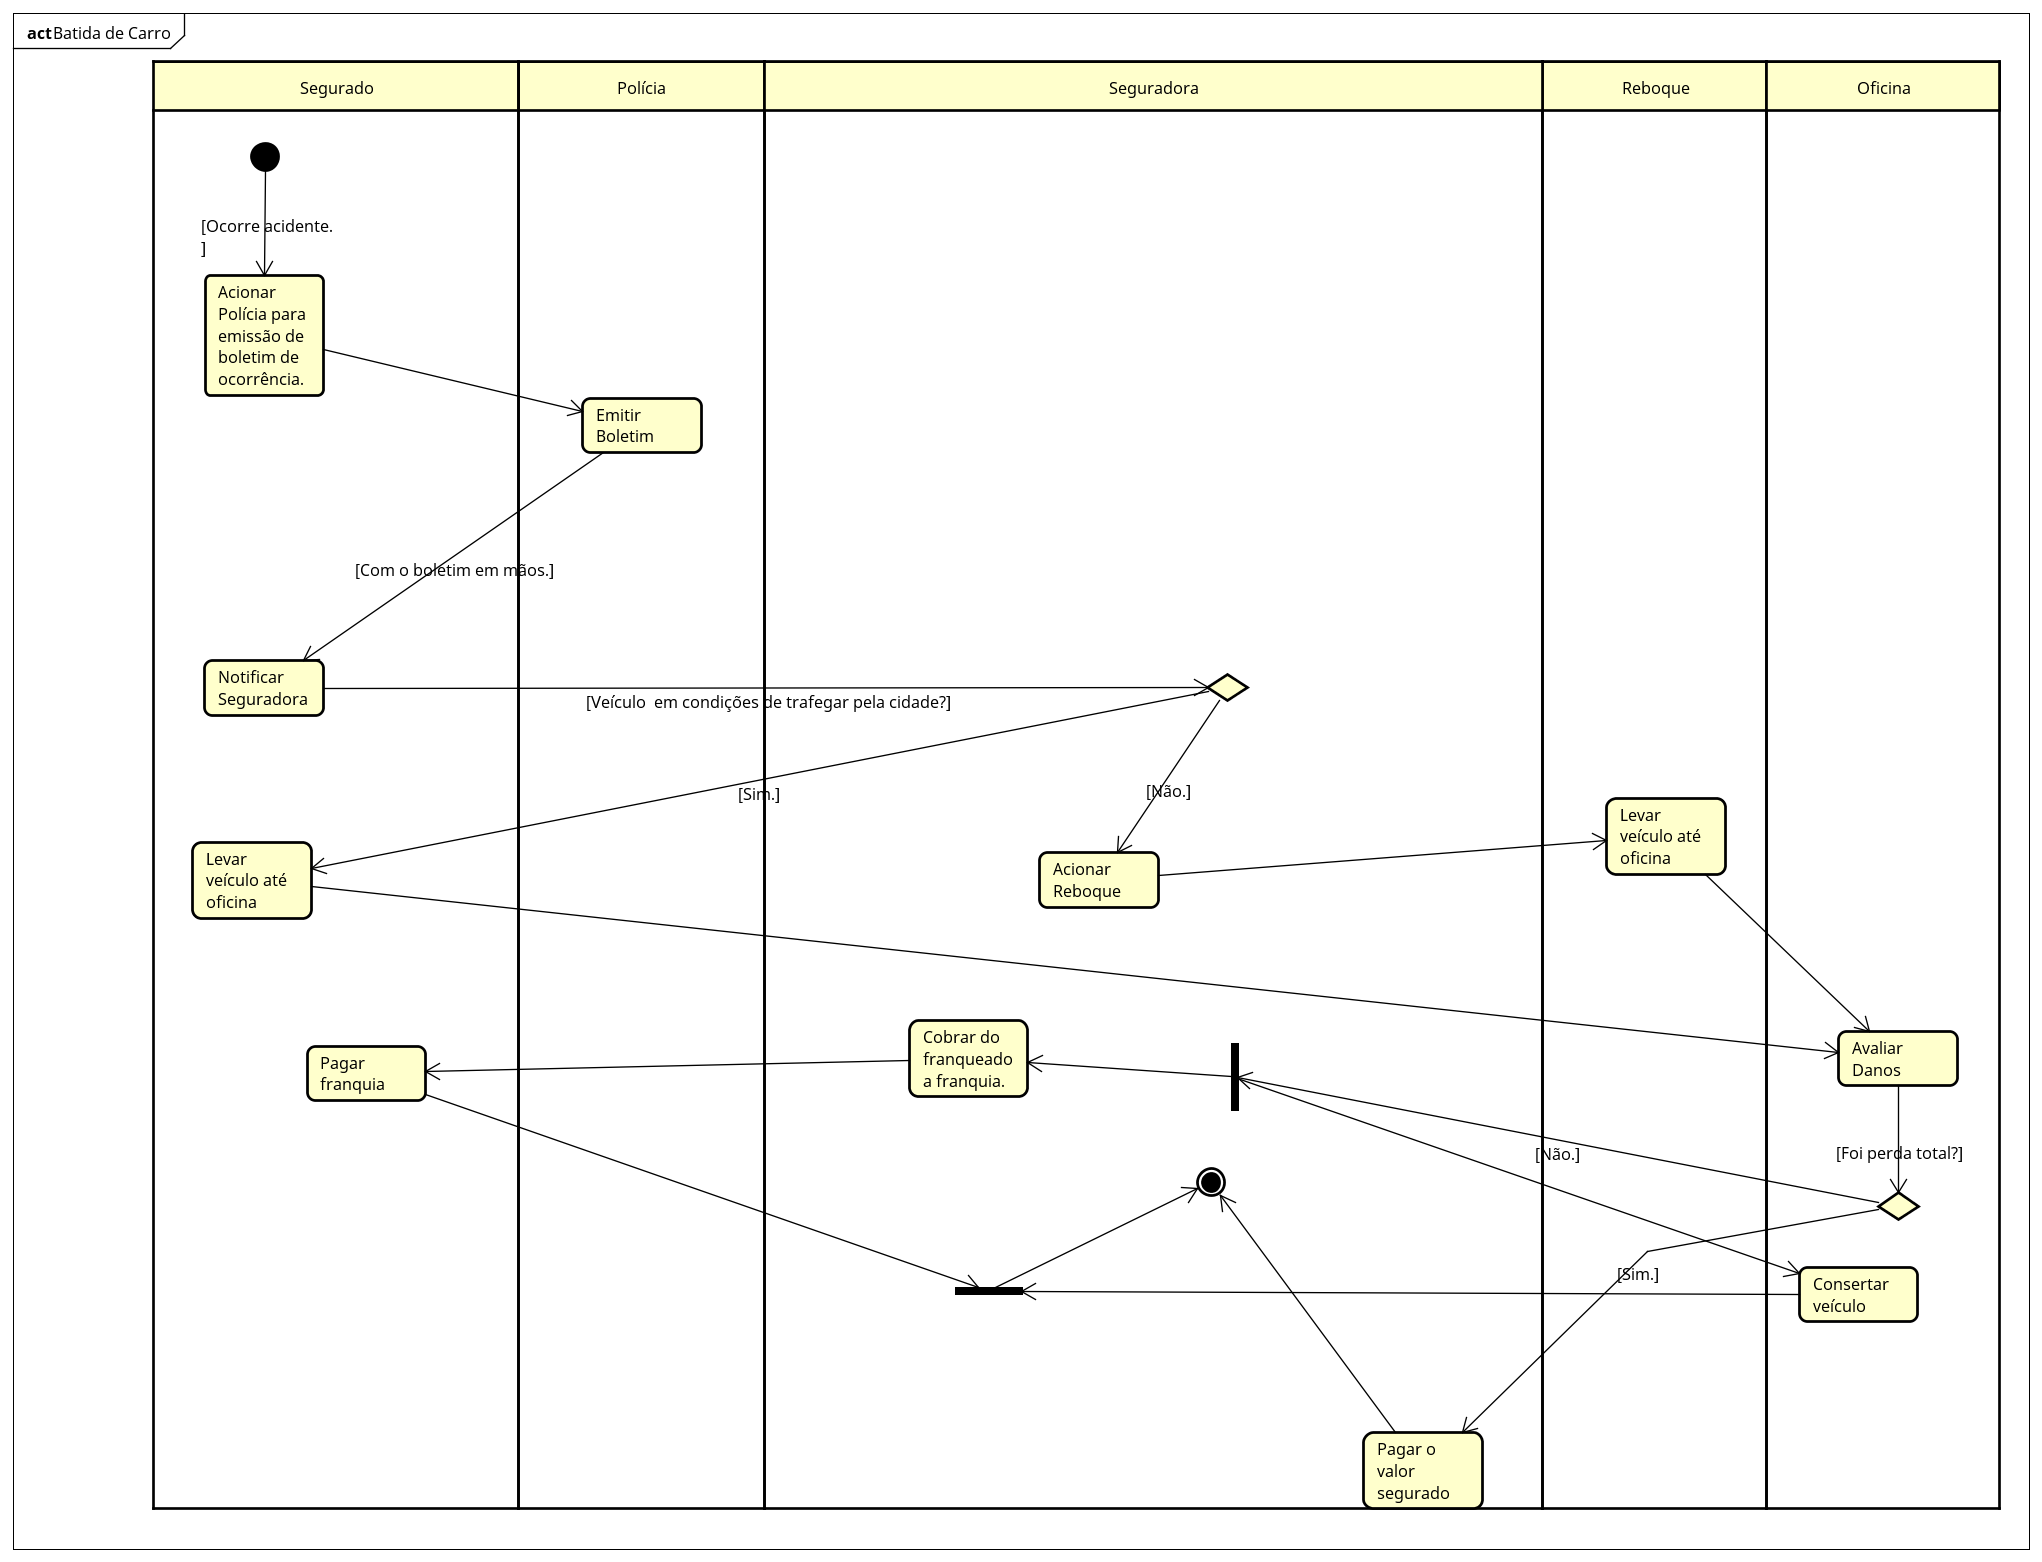 act Batida de Carro
Segurado
Polícia
Seguradora
Reboque
Oficina
[Ocorre acidente.
]
Acionar
Polícia para
emissão de
boletim de
ocorrência.
Emitir
Boletim
[Com o boletim em mãos.]
Notificar
Seguradora
[Veículo  em condições de trafegar pela cidade?]
[Sim.]
[Não.]
Levar
veículo até
oficina
Acionar
Reboque
Levar
veículo até
oficina
Pagar
franquia
Cobrar do
franqueado
a franquia.
Avaliar
Danos
[Não.]
[Foi perda total?]
[Sim.]
Consertar
veículo
Pagar o
valor
segurado